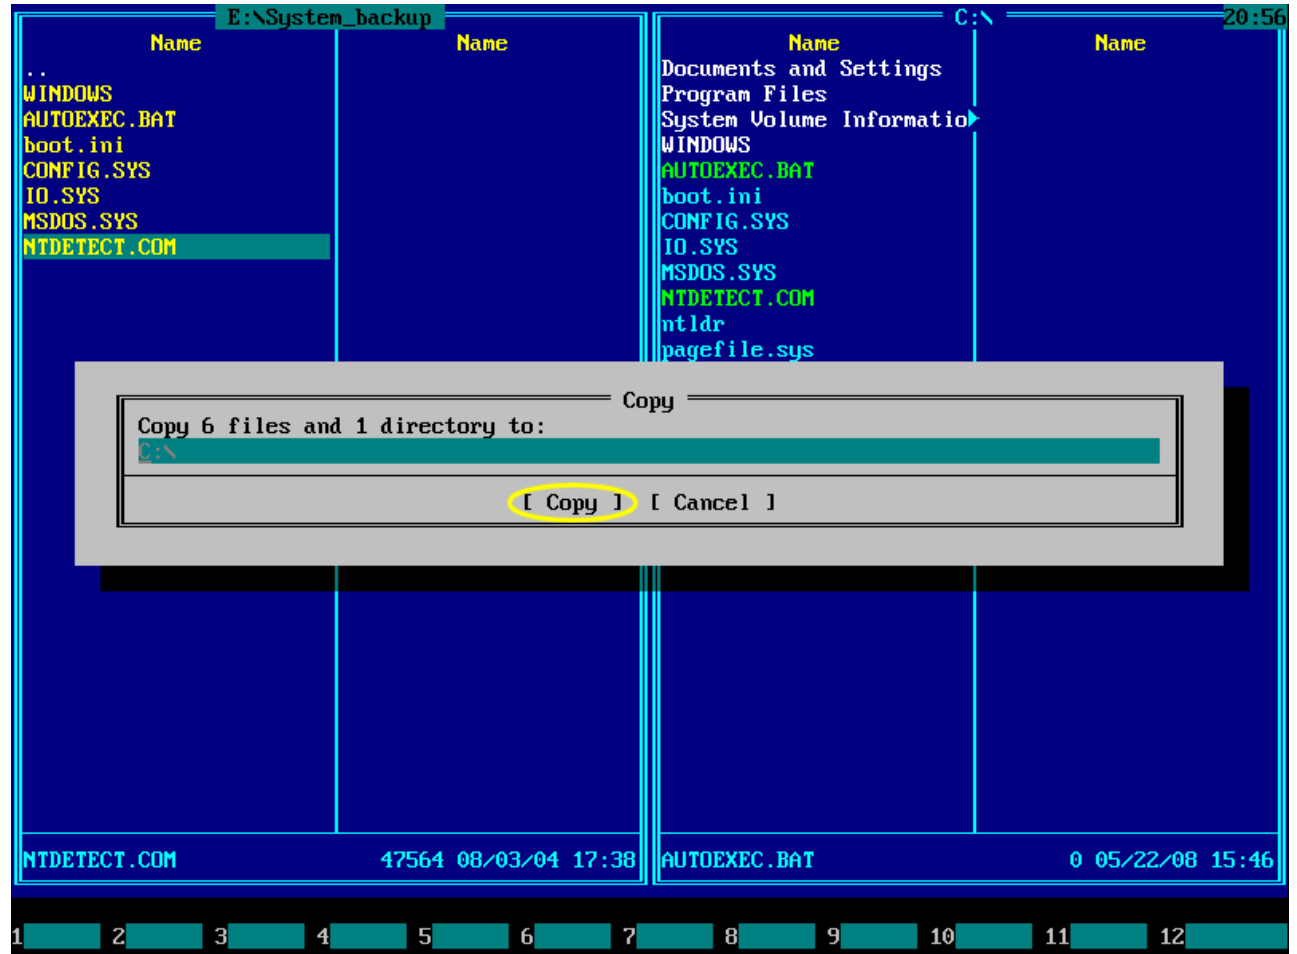 E:\System_backup
Name Name
..
WINDOWS
AUTOEXEC.BAT
boot.ini
CONFIG.SYS
IO.SYS
MSDOS.SYS
NTDETECT.COM
C:\ 20:56
Name Name
Documents and Settings
Program Files
System Volume Informatio
WINDOWS
AUTOEXEC.BAT
boot.ini
CONFIG.SYS
IO.SYS
MSDOS.SYS
NTDETECT.COM
ntldr
pagefile.sys
Copy
Copy 6 files and 1 directory to:
C:\
[ Copy ] [ Cancel ]
NTDETECT.COM 47564 08/03/04 17:38
AUTOEXEC.BAT 0 05/22/08 15:46
1 2 3 4 5 6 7 8 9 10 11 12